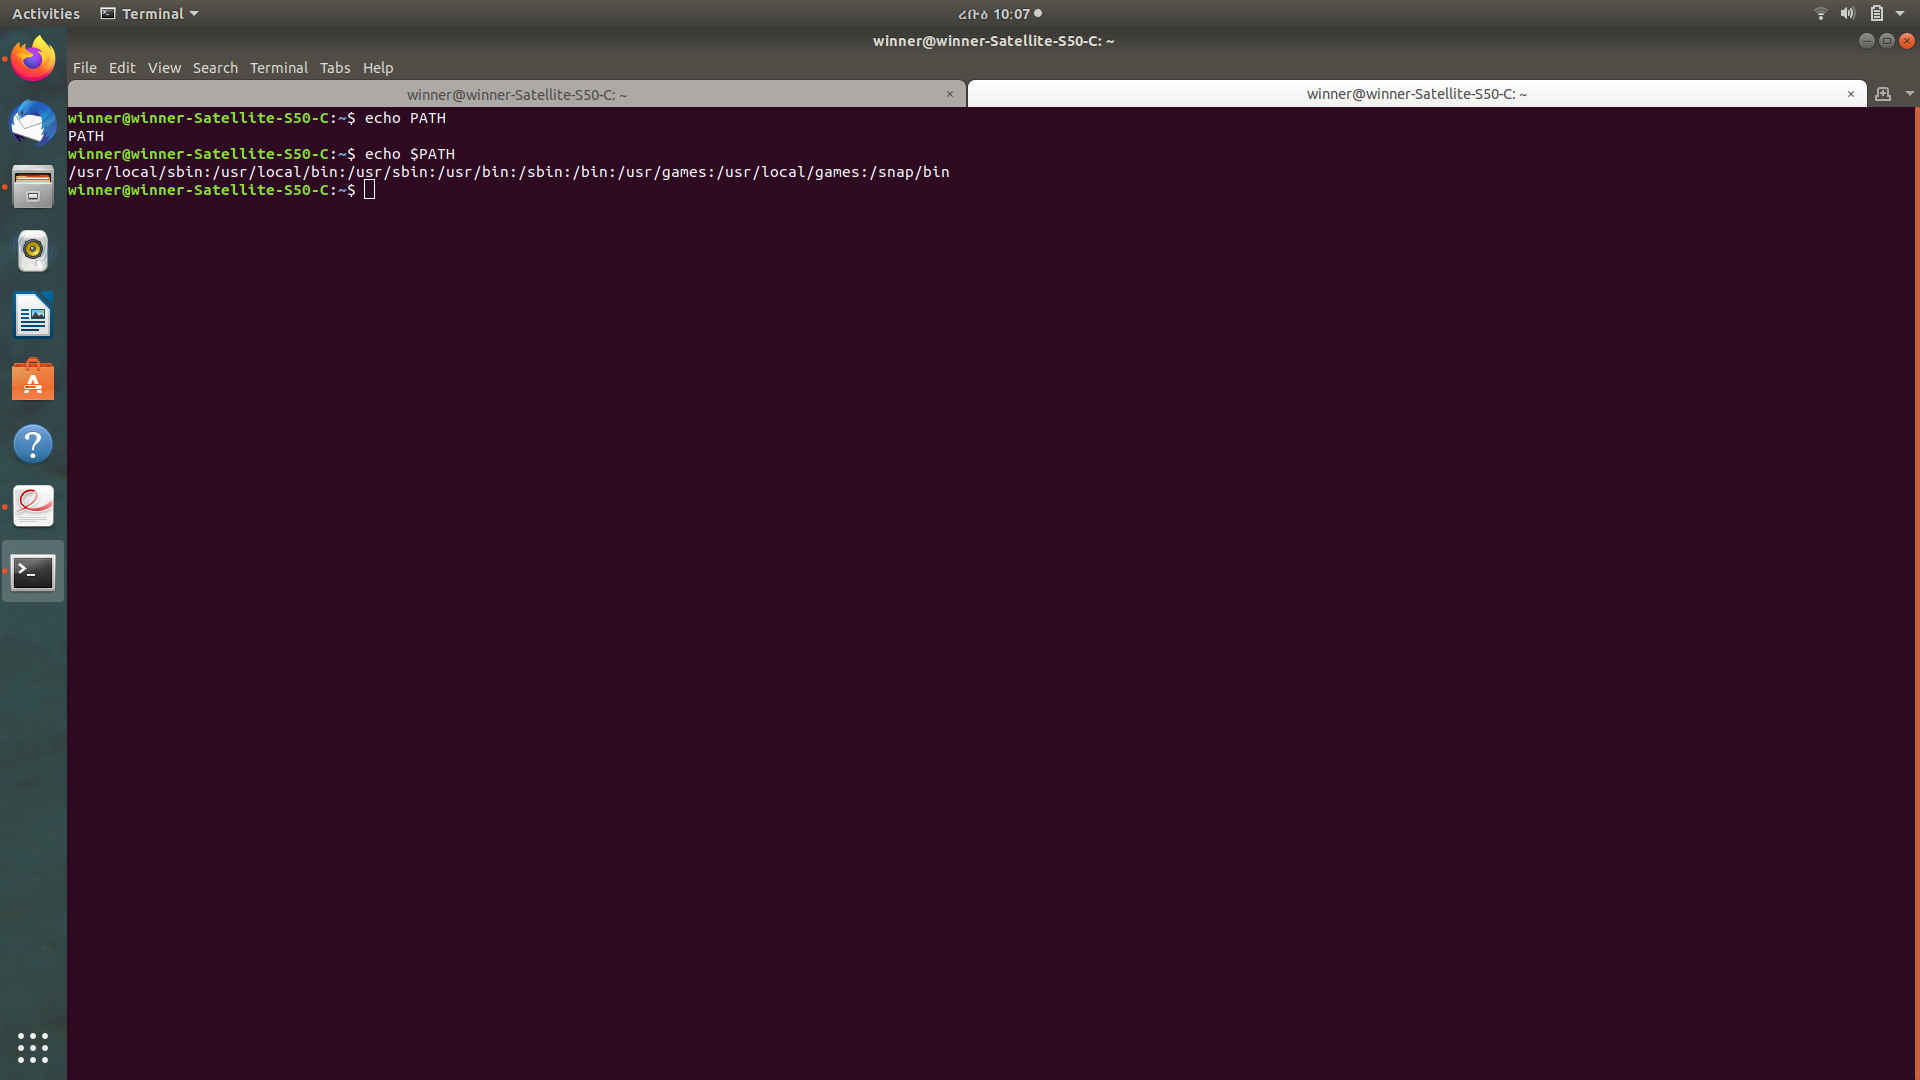 Activities Terminal ረቡዕ 10:07
winner@winner-Satellite-S50-C: ~
File Edit View Search Terminal Tabs Help
winner@winner-Satellite-S50-C: ~ × winner@winner-Satellite-S50-C: ~ ×
winner@winner-Satellite-S50-C:~$ echo PATH
PATH
winner@winner-Satellite-S50-C:~$ echo $PATH
/usr/local/sbin:/usr/local/bin:/usr/sbin:/usr/bin:/sbin:/bin:/usr/games:/usr/local/games:/snap/bin
winner@winner-Satellite-S50-C:~$